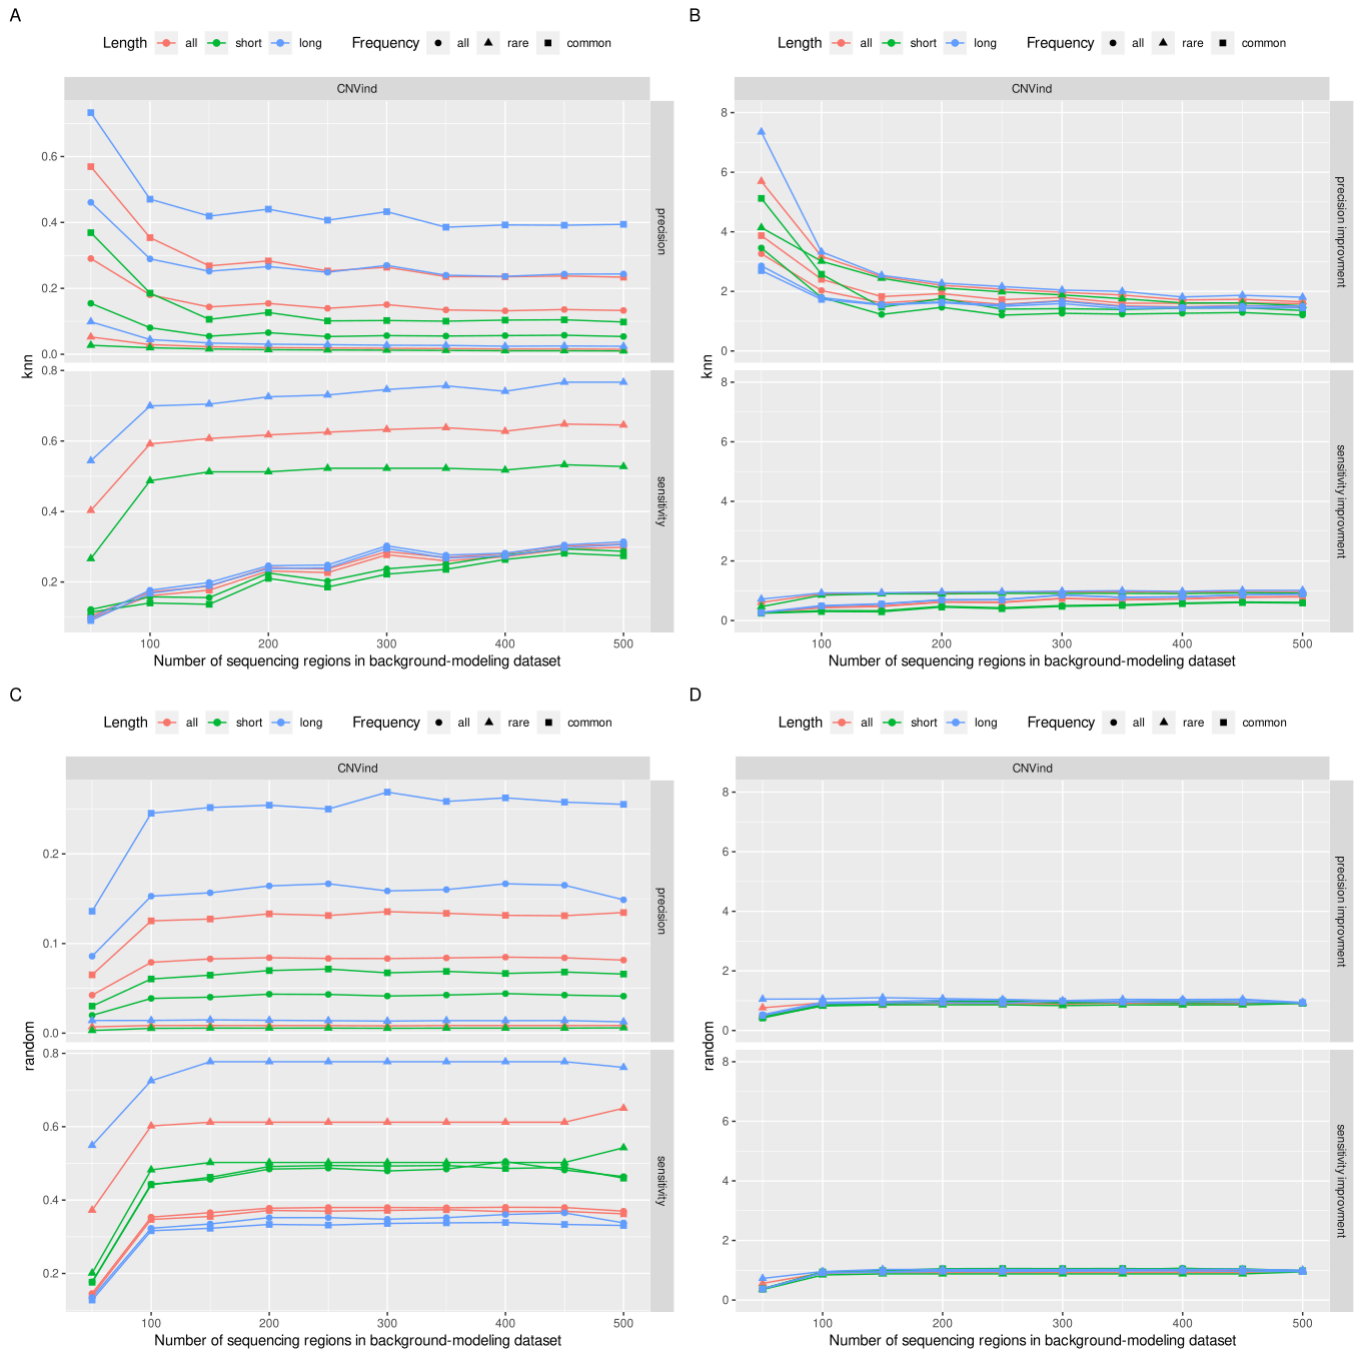 A
Length all short long Frequency all rare common
CNVind
0.6
0.4
0.2
0.0
precision
knn
0.8
0.6
0.4
0.2
sensitivity
100 200 300 400 500
Number of sequencing regions in background-modeling dataset
B
Length all short long Frequency all rare common
CNVind
8
6
4
2
0
precision improvment
knn
8
6
4
2
0
sensitivity improvment
100 200 300 400 500
Number of sequencing regions in background-modeling dataset
C
Length all short long Frequency all rare common
CNVind
0.2
0.1
0.0
precision
random
0.8
0.6
0.4
0.2
sensitivity
100 200 300 400 500
Number of sequencing regions in background-modeling dataset
D
Length all short long Frequency all rare common
CNVind
8
6
4
2
0
precision improvment
random
8
6
4
2
0
sensitivity improvment
100 200 300 400 500
Number of sequencing regions in background-modeling dataset